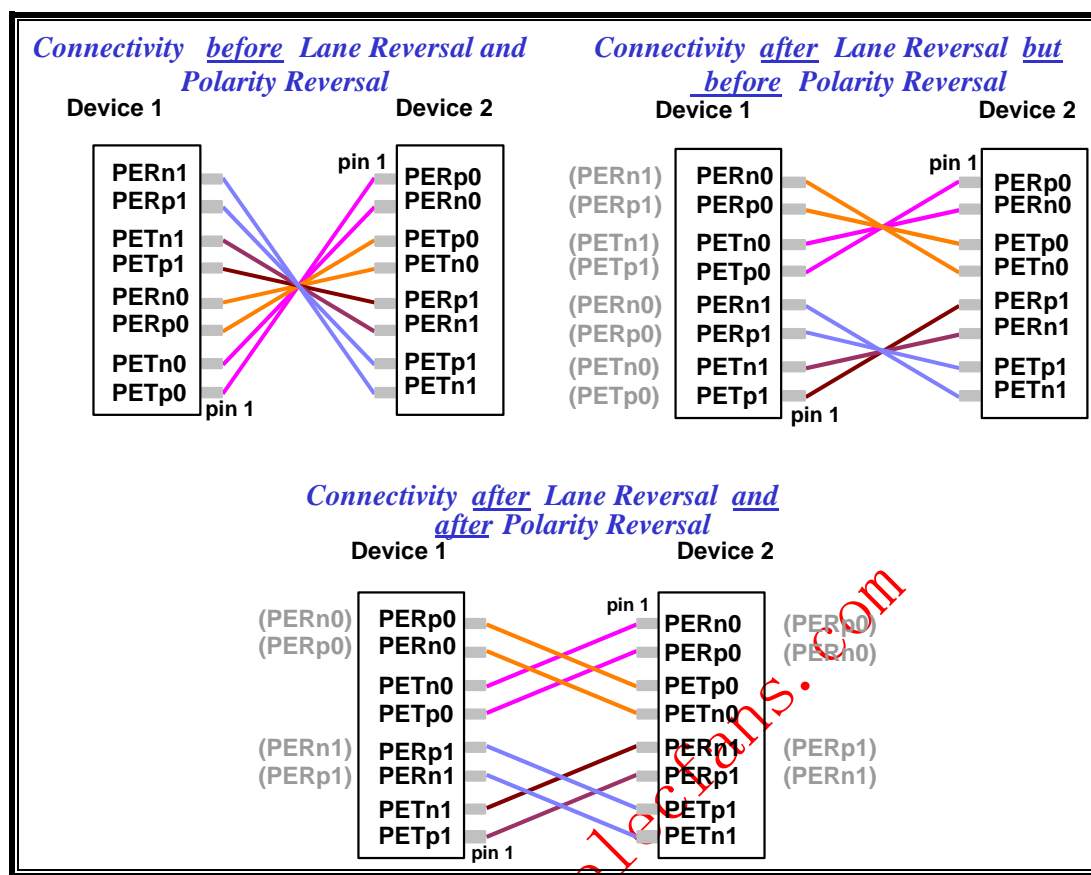 Connectivity before Lane Reversal and
Polarity Reversal
Device 1
Device 2
PERn1
PERp1
PETn1
PETp1
PERn0
PERp0
PETn0
PETp0
pin 1
pin 1
PERp0
PERn0
PETp0
PETn0
PERp1
PERn1
PETp1
PETn1
Connectivity after Lane Reversal but
before Polarity Reversal
Device 1
Device 2
(PERn1)
(PERp1)
(PETn1)
(PETp1)
(PERn0)
(PERp0)
(PETn0)
(PETp0)
PERn0
PERp0
PETn0
PETp0
PERn1
PERp1
PETn1
PETp1
pin 1
pin 1
PERp0
PERn0
PETp0
PETn0
PERp1
PERn1
PETp1
PETn1
Connectivity after Lane Reversal and
after Polarity Reversal
Device 1
Device 2
(PERn0)
(PERp0)
(PERn1)
(PERp1)
PERp0
PERn0
PETn0
PETp0
PERp1
PERn1
PETn1
PETp1
pin 1
pin 1
PERn0
PERp0
PETp0
PETn0
PERn1
PERp1
PETp1
PETn1
(PERp0)
(PERn0)
(PERp1)
(PERn1)
elecfans.com